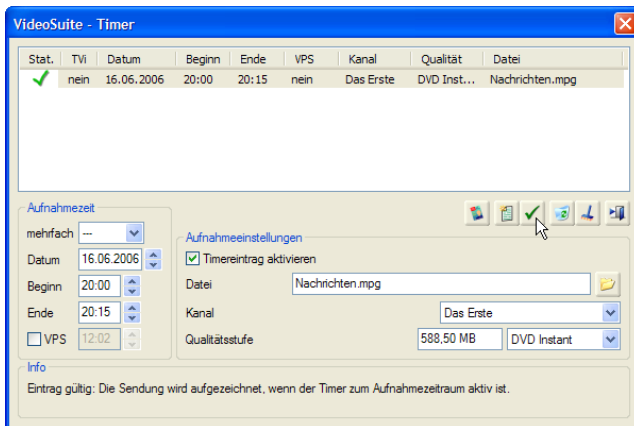 VideoSuite - Timer
Stat. TVi Datum Beginn Ende VPS Kanal Qualität Datei
nein 16.06.2006 20:00 20:15 nein Das Erste DVD Inst... Nachrichten.mpg
Aufnahmezeit
mehrfach ---
Datum 16.06.2006
Beginn 20:00
Ende 20:15
VPS 12:02
Aufnahmeeinstellungen
Timereintrag aktivieren
Datei Nachrichten.mpg
Kanal Das Erste
Qualitätsstufe 588,50 MB DVD Instant
Info
Eintrag gültig: Die Sendung wird aufgezeichnet, wenn der Timer zum Aufnahmezeitraum aktiv ist.